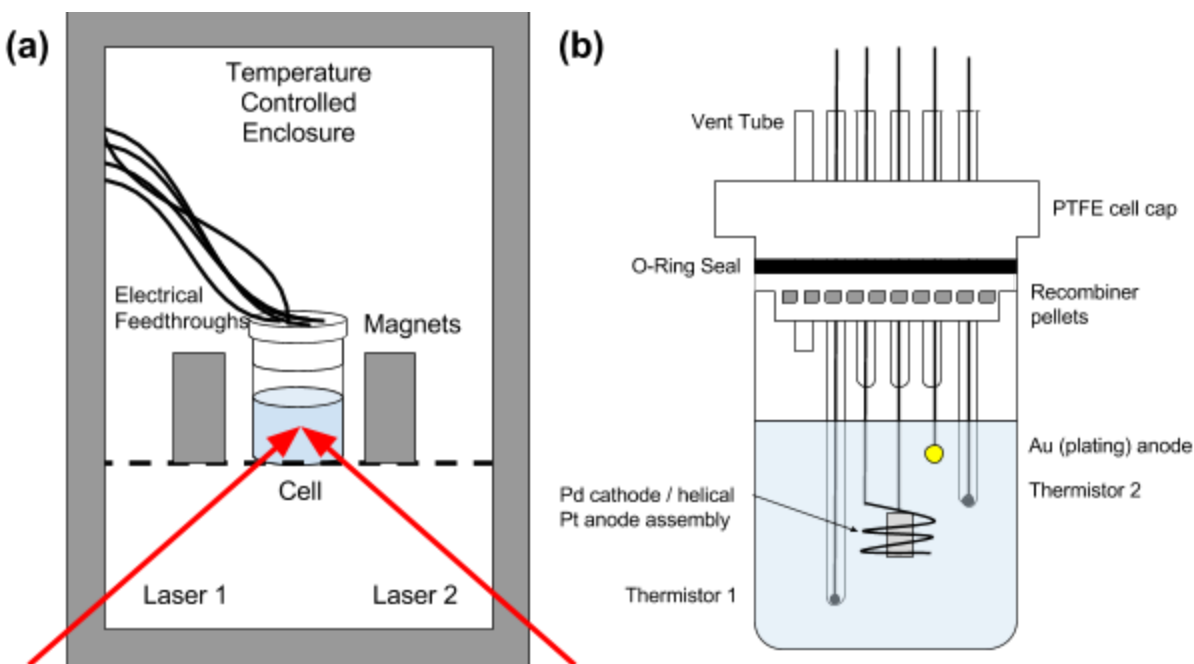 (a)
Temperature
Controlled
Enclosure
Electrical
Feedthroughs
Magnets
Cell
Laser 1
Laser 2
(b)
Vent Tube
PTFE cell cap
O-Ring Seal
Recombiner
pellets
Au (plating) anode
Thermistor 2
Pd cathode / helical
Pt anode assembly
Thermistor 1